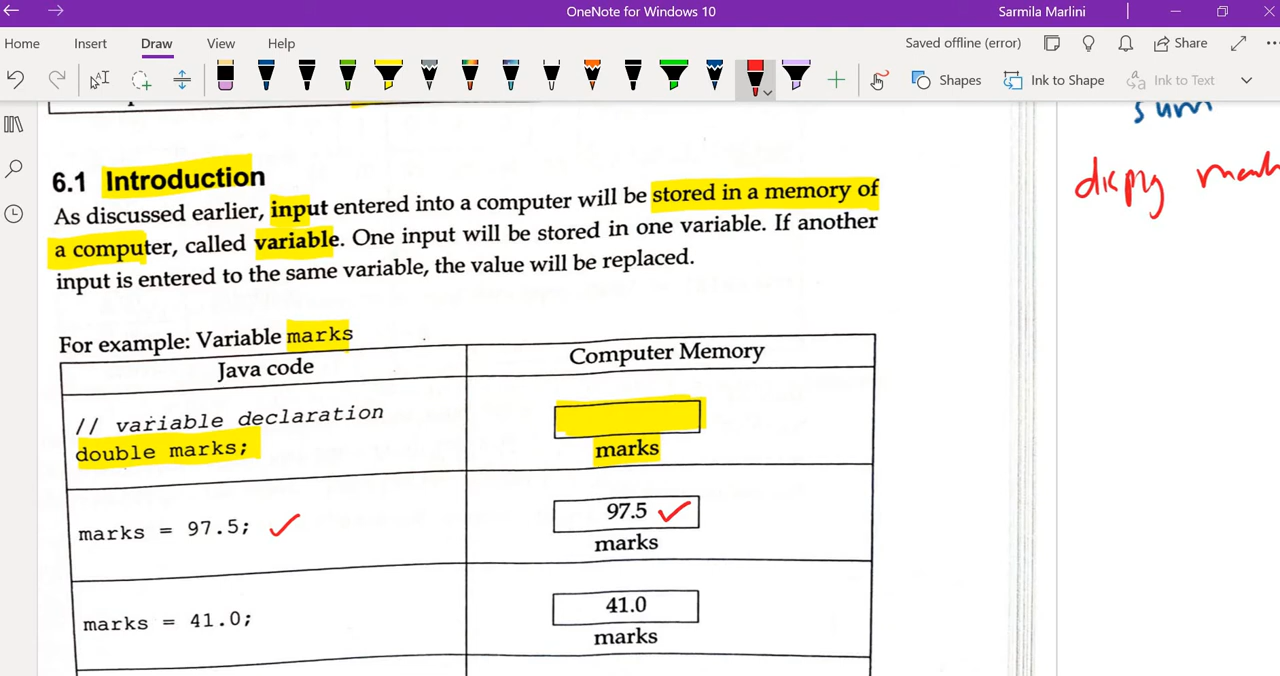 OneNote for Windows 10
Sarmila Marlini
Home Insert Draw View Help
Saved offline (error)
Share
Shapes
Ink to Shape
Ink to Text
sum
6.1 Introduction
As discussed earlier, input entered into a computer will be stored in a memory of
a computer, called variable. One input will be stored in one variable. If another
input is entered to the same variable, the value will be replaced.
For example: Variable marks
Java code
Computer Memory
// variable declaration
double marks;
marks
marks = 97.5;
97.5
marks
marks = 41.0;
41.0
marks